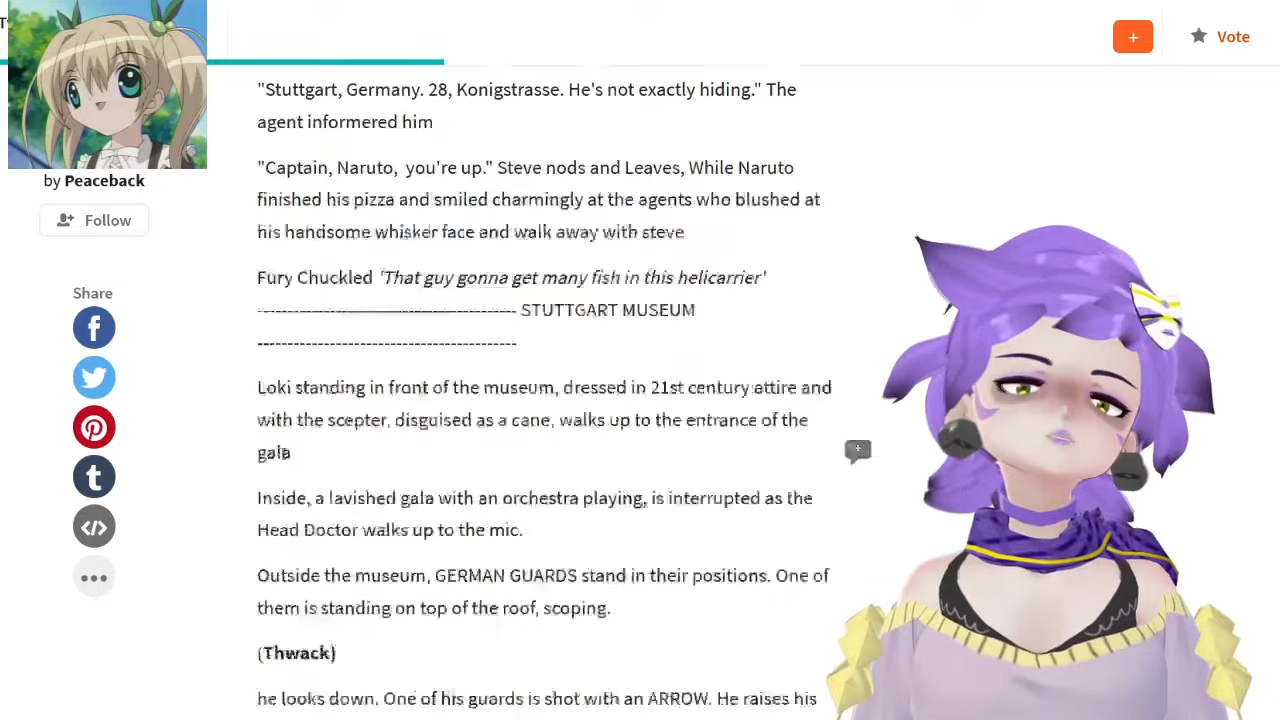 T
+
Vote
"Stuttgart, Germany. 28, Konigstrasse. He's not exactly hiding." The
agent informered him
"Captain, Naruto, you're up." Steve nods and Leaves, While Naruto
finished his pizza and smiled charmingly at the agents who blushed at
his handsome whisker face and walk away with steve
Fury Chuckled 'That guy gonna get many fish in this helicarrier'
------------------------------------------- STUTTGART MUSEUM
-------------------------------------------
Loki standing in front of the museum, dressed in 21st century attire and
with the scepter, disguised as a cane, walks up to the entrance of the
gala
Inside, a lavished gala with an orchestra playing, is interrupted as the
Head Doctor walks up to the mic.
Outside the museum, GERMAN GUARDS stand in their positions. One of
them is standing on top of the roof, scoping.
(Thwack)
he looks down. One of his guards is shot with an ARROW. He raises his
by Peaceback
Follow
Share